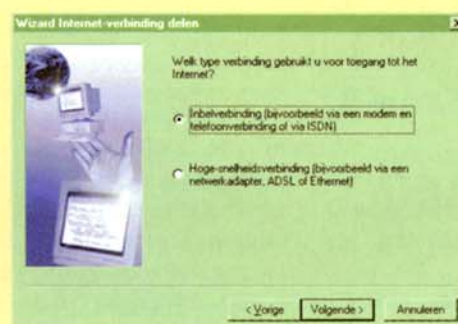 Wizard Internet-verbinding delen
Welk type verbinding gebruikt u voor toegang tot het
Internet?
Inbelverbinding (bijvoorbeeld via een modem en
telefoonverbinding of via ISDN)
Hoge-snelheidsverbinding (bijvoorbeeld via een
netwerkadapter, ADSL of Ethernet)
< Vorige
Volgende >
Annuleren